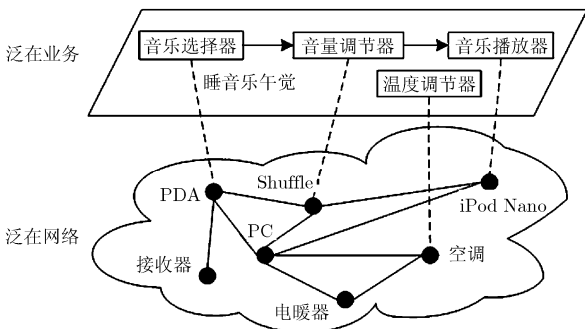 泛在业务
音乐选择器
音量调节器
音乐播放器
睡音乐午觉
温度调节器
泛在网络
PDA
Shuffle
iPod Nano
PC
接收器
空调
电暖器